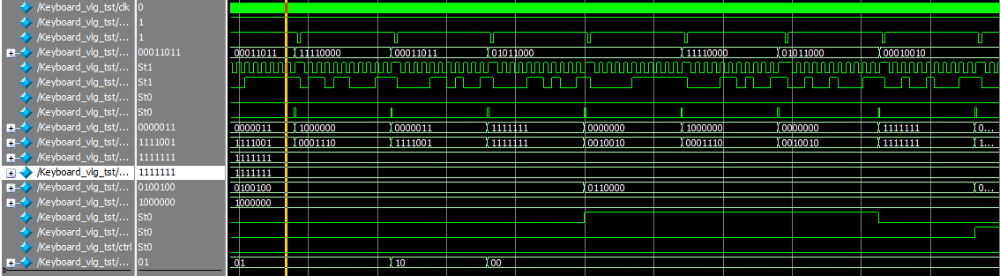 /Keyboard_vlg_tst/clk 0
/Keyboard_vlg_tst/... 1
/Keyboard_vlg_tst/... 1
/Keyboard_vlg_tst/... 00011011 00011011 11110000 00011011 01011000 11110000 01011000 00010010
/Keyboard_vlg_tst/... St1
/Keyboard_vlg_tst/... St1
/Keyboard_vlg_tst/... St0
/Keyboard_vlg_tst/... St0
/Keyboard_vlg_tst/... 0000011 0000011 1000000 0000011 1111111 0000000 1000000 0000000 1111111 0...
/Keyboard_vlg_tst/... 1111001 1111001 0001110 1111001 1111111 0010010 0001110 0010010 1111111 1...
/Keyboard_vlg_tst/... 1111111 1111111
/Keyboard_vlg_tst/... 1111111 1111111
/Keyboard_vlg_tst/... 0100100 0100100 0110000 0...
/Keyboard_vlg_tst/... 1000000 1000000
/Keyboard_vlg_tst/... St0
/Keyboard_vlg_tst/... St0
/Keyboard_vlg_tst/ctrl St0
/Keyboard_vlg_tst/... 01 01 10 00